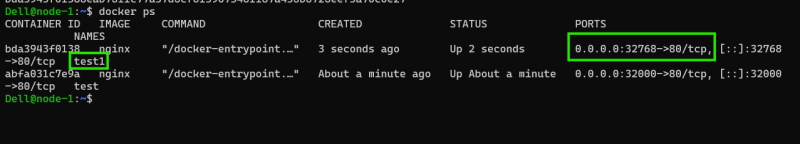 Dell@node-1:~$ docker ps
CONTAINER ID   IMAGE     COMMAND                  CREATED              STATUS              PORTS
          NAMES
bda3943f0138   nginx     "/docker-entrypoint.…"   3 seconds ago        Up 2 seconds        0.0.0.0:32768->80/tcp, [::]:32768
->80/tcp   test1
abfa031c7e9a   nginx     "/docker-entrypoint.…"   About a minute ago   Up About a minute   0.0.0.0:32000->80/tcp, [::]:32000
->80/tcp   test
Dell@node-1:~$